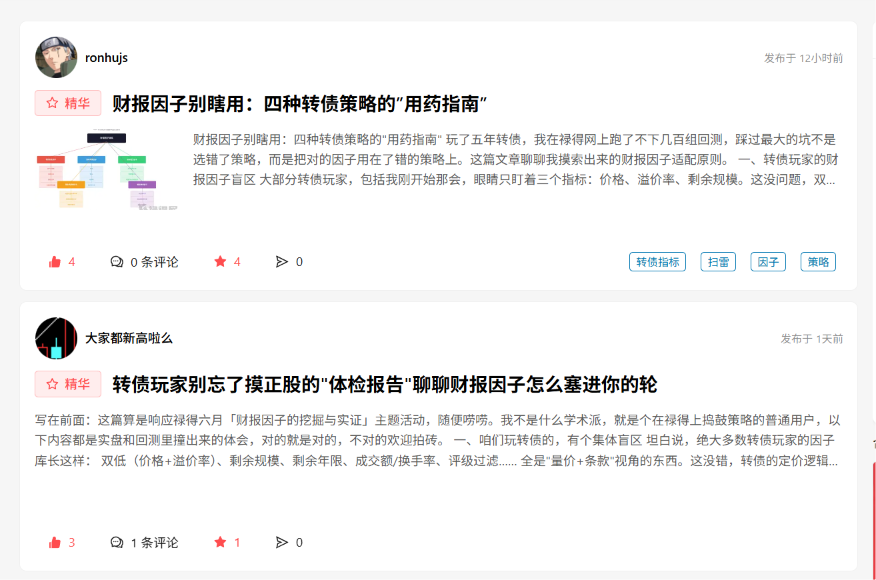 ronhujs
发布于 12小时前
精华
财报因子别瞎用：四种转债策略的“用药指南”
财报因子别瞎用：四种转债策略的“用药指南” 玩了五年转债，我在禄得网上跑了不下几百组回测，踩过最大的坑不是
选错了策略，而是把对的因子用在了错的策略上。这篇文章聊聊我摸索出来的财报因子适配原则。 一、转债玩家的财
报因子盲区 大部分转债玩家，包括我刚开始那会，眼睛只盯着三个指标：价格、溢价率、剩余规模。这没问题，双...
4
0 条评论
4
0
转债指标
扫雷
因子
策略
大家都新高啦么
发布于 1天前
精华
转债玩家别忘了摸正股的"体检报告"聊聊财报因子怎么塞进你的轮
写在前面：这篇算是响应禄得六月「财报因子的挖掘与实证」主题活动，随便唠唠。我不是什么学术派，就是个在禄得上捣鼓策略的普通用户，以
下内容都是实盘和回测里撞出来的体会，对的就是对的，不对的欢迎拍砖。 一、咱们玩转债的，有个集体盲区 坦白说，绝大多数转债玩家的因子
库长这样： 双低（价格+溢价率）、剩余规模、剩余年限、成交额/换手率、评级过滤…… 全是"量价+条款"视角的东西。这没错，转债的定价逻辑...
3
1 条评论
1
0